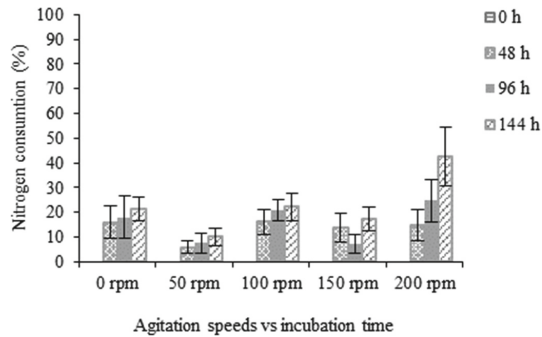 100
90
80
70
60
50
40
30
20
10
0
Nitrogen consumtion (%)
0 rpm 50 rpm 100 rpm 150 rpm 200 rpm
Agitation speeds vs incubation time
0 h
48 h
96 h
144 h